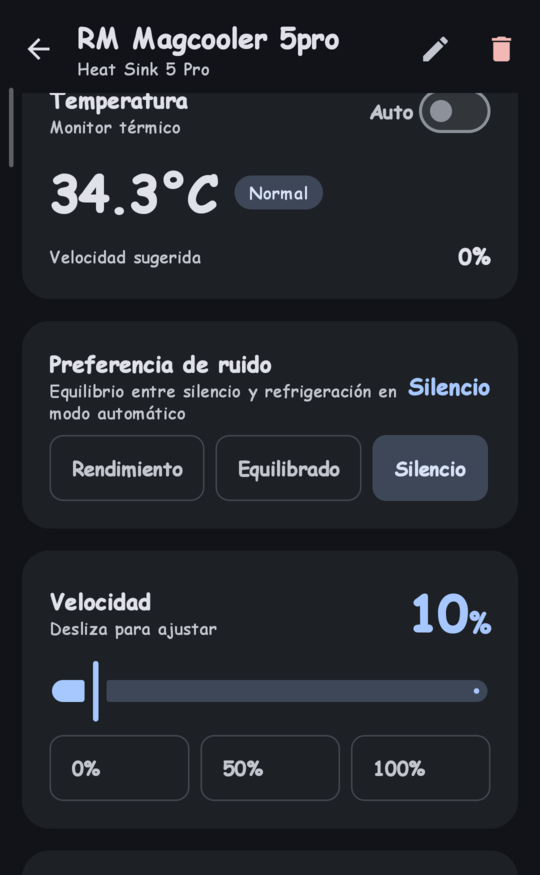 RM Magcooler 5pro
Heat Sink 5 Pro
Temperatura
Monitor térmico
Auto
34.3°C
Normal
Velocidad sugerida
0%
Preferencia de ruido
Equilibrio entre silencio y refrigeración en
modo automático
Silencio
Rendimiento
Equilibrado
Silencio
Velocidad
Desliza para ajustar
10%
0%
50%
100%